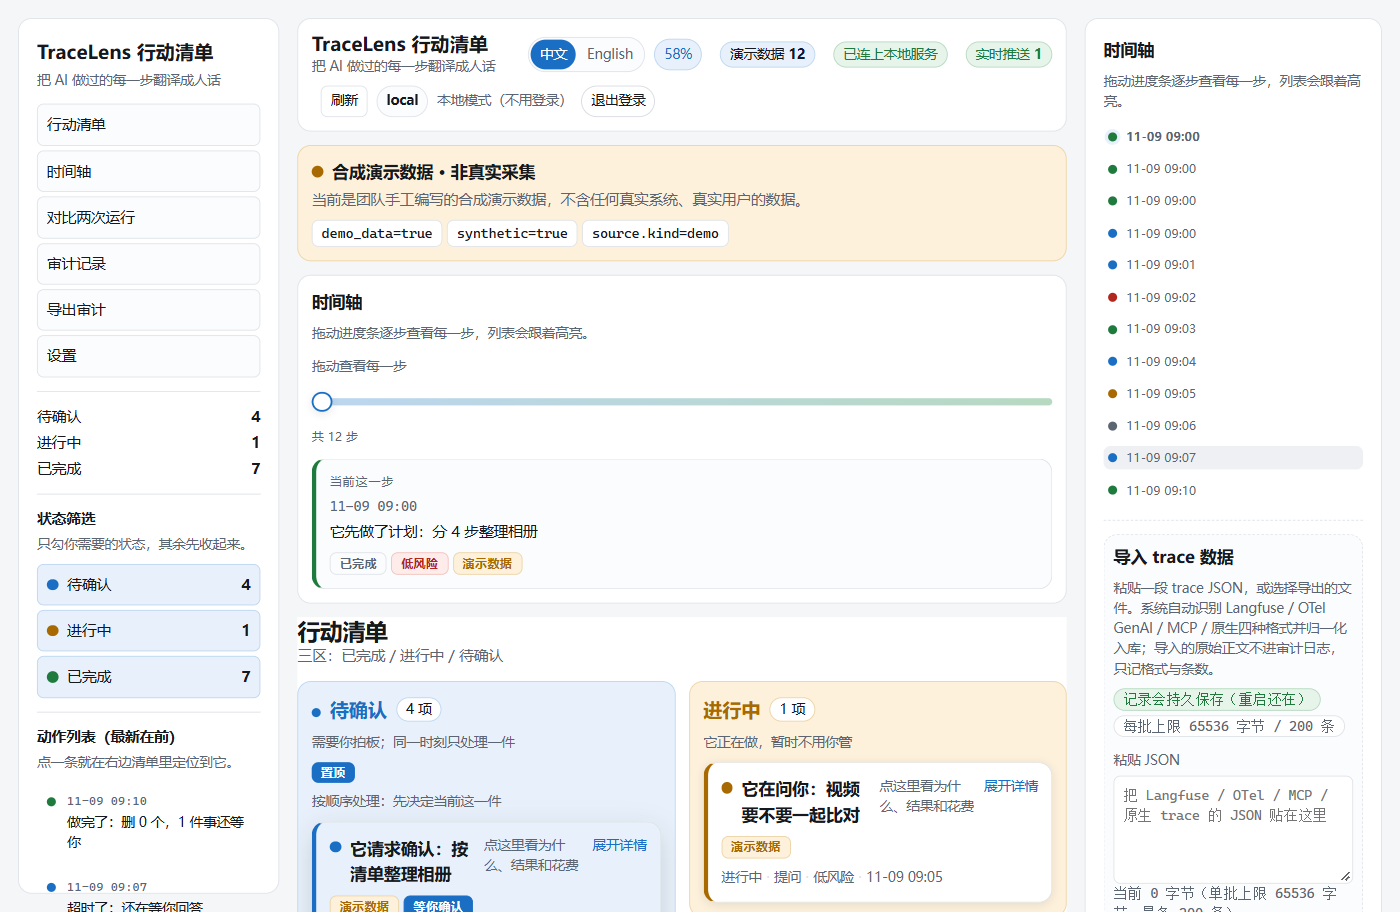 TraceLens 行动清单
把 AI 做过的每一步翻译成人话
行动清单
时间轴
对比两次运行
审计记录
导出审计
设置
待确认 4
进行中 1
已完成 7
状态筛选
只勾你需要的状态，其余先收起来。
待确认 4
进行中 1
已完成 7
动作列表（最新在前）
点一条就在右边清单里定位到它。
11-09 09:10
做完了：删 0 个，1 件事还等
你
11-09 09:07
超时了：还在等你回答
TraceLens 行动清单
把 AI 做过的每一步翻译成人话
中文 English 58% 演示数据 12 已连上本地服务 实时推送 1
刷新 local 本地模式（不用登录） 退出登录
合成演示数据 · 非真实采集
当前是团队手工编写的合成演示数据，不含任何真实系统、真实用户的数据。
demo_data=true synthetic=true source.kind=demo
时间轴
拖动进度条逐步查看每一步，列表会跟着高亮。
拖动查看每一步
共 12 步
当前这一步
11-09 09:00
它先做了计划：分 4 步整理相册
已完成 低风险 演示数据
行动清单
三区：已完成 / 进行中 / 待确认
待确认 4 项
需要你拍板；同一时刻只处理一件
置顶
按顺序处理：先决定当前这一件
它请求确认：按
清单整理相册
点这里看为什
么、结果和花费
展开详情
演示数据 等你确认
进行中 1 项
它正在做，暂时不用你管
它在问你：视频
要不要一起比对
点这里看为什
么、结果和花费
展开详情
演示数据
进行中 · 提问 · 低风险 · 11-09 09:05
时间轴
拖动进度条逐步查看每一步，列表会跟着高
亮。
11-09 09:00
11-09 09:00
11-09 09:00
11-09 09:00
11-09 09:01
11-09 09:02
11-09 09:03
11-09 09:04
11-09 09:05
11-09 09:06
11-09 09:07
11-09 09:10
导入 trace 数据
粘贴一段 trace JSON，或选择导出的文
件。系统自动识别 Langfuse / OTel
GenAI / MCP / 原生四种格式并归一化
入库；导入的原始正文不进审计日志，
只记格式与条数。
记录会持久保存（重启还在）
每批上限 65536 字节 / 200 条
粘贴 JSON
把 Langfuse / OTel / MCP /
原生 trace 的 JSON 贴在这里
当前 0 字节（单批上限 65536 字
节，最多 200 条）